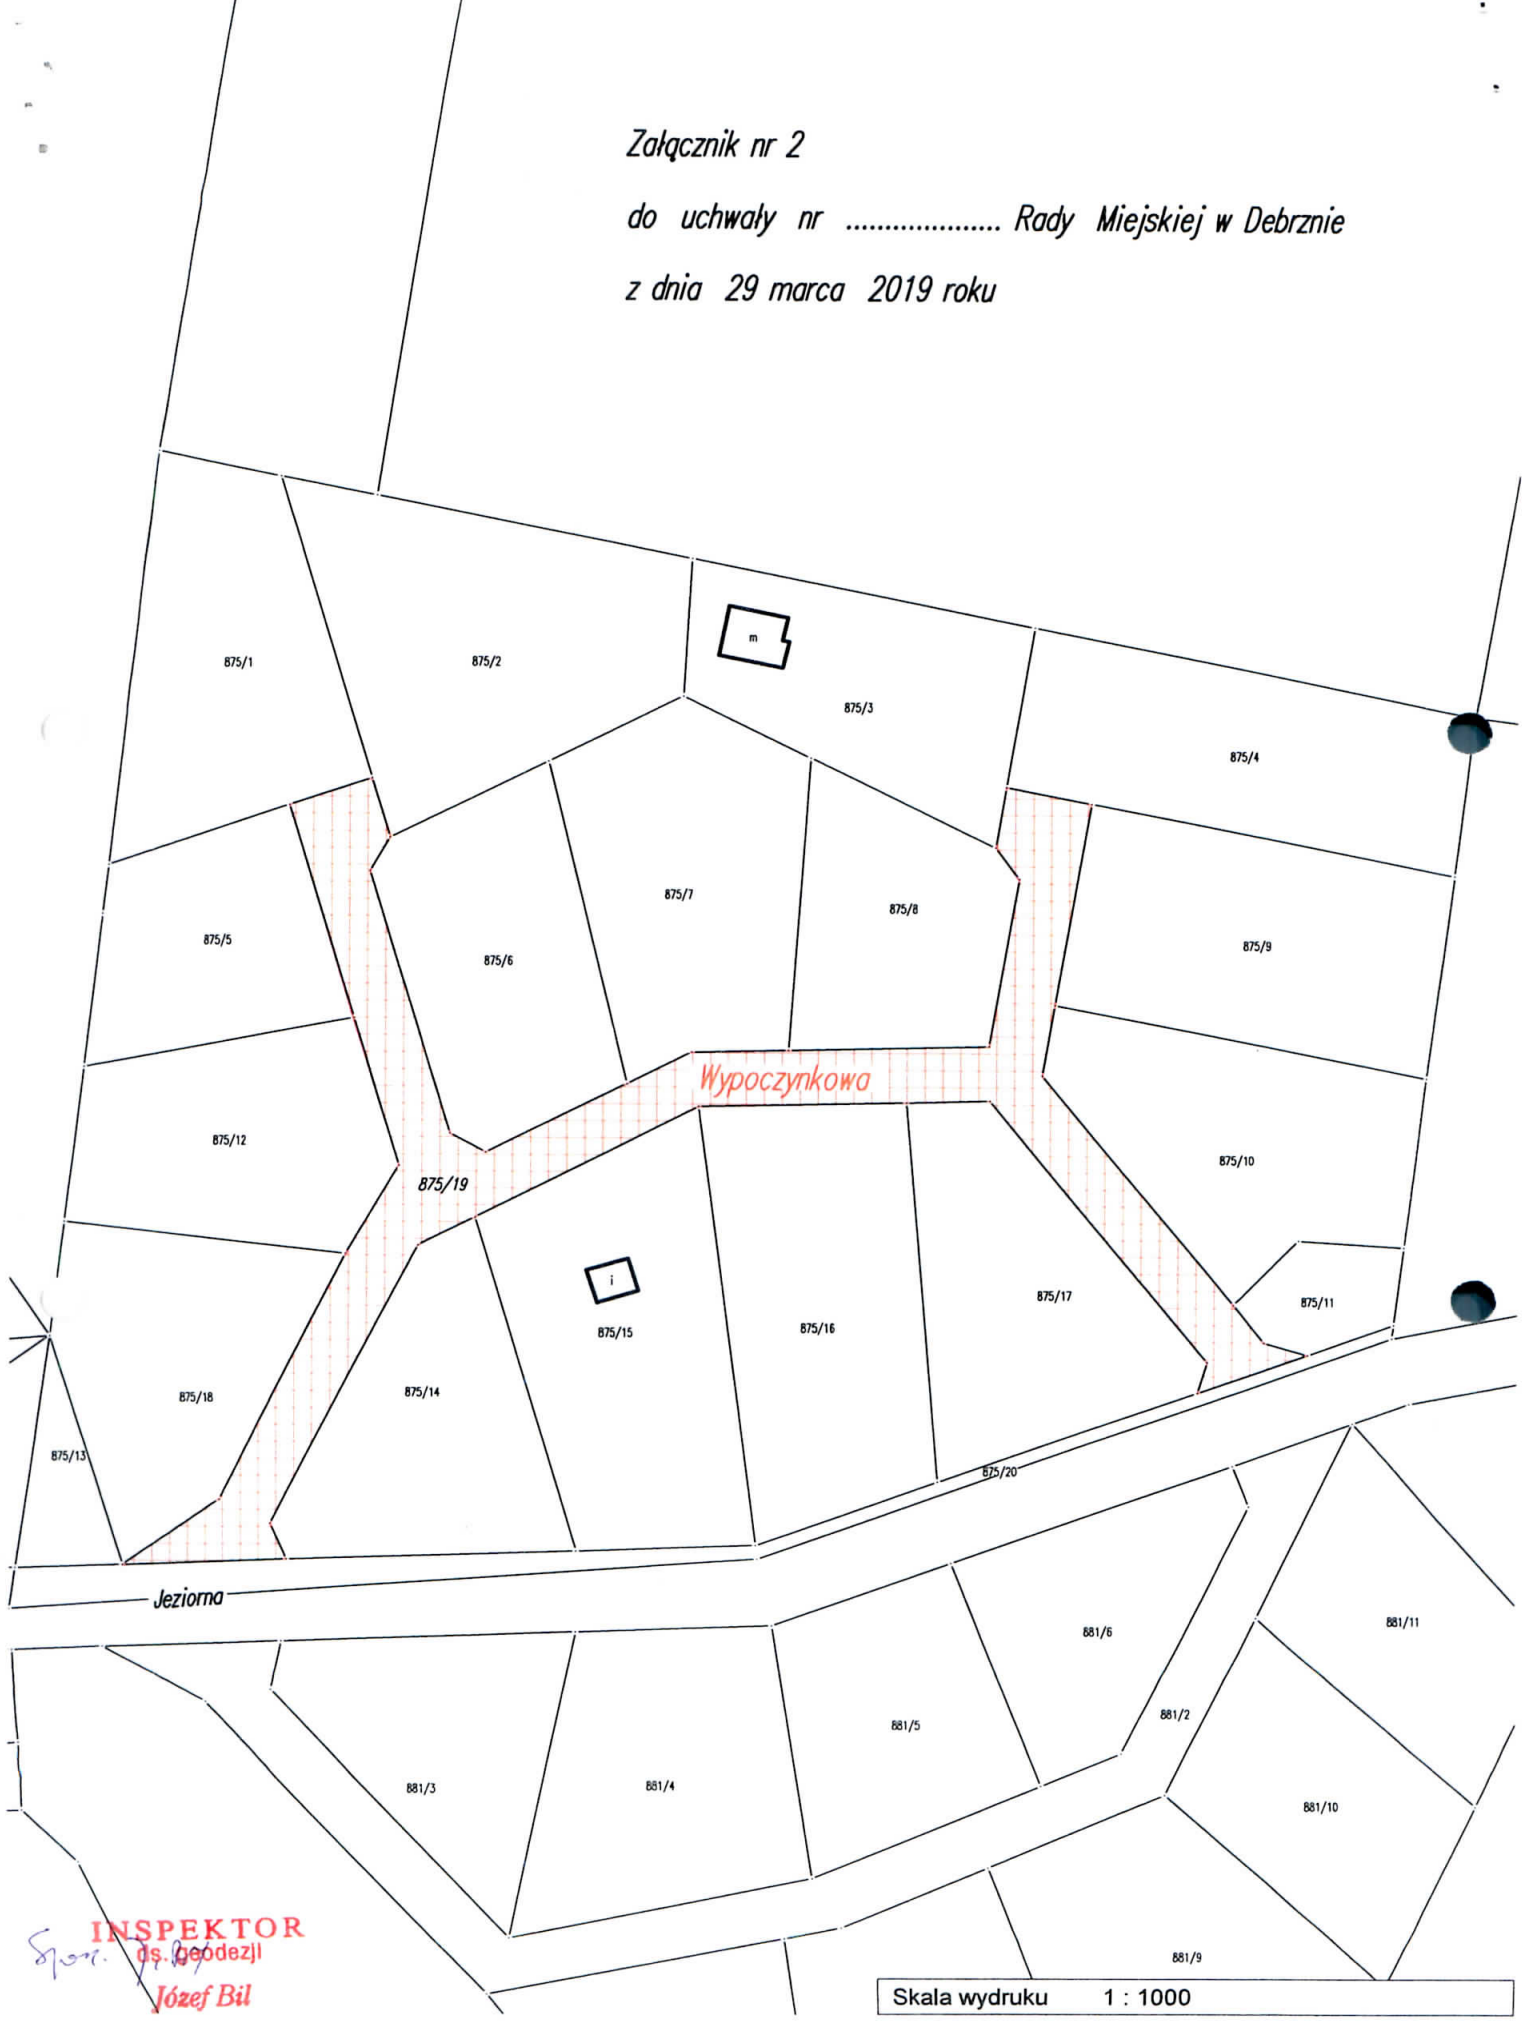 Załącznik nr 2
do uchwały nr .................... Rady Miejskiej w Debrznie
z dnia 29 marca 2019 roku
m
875/1
875/2
875/3
875/4
875/5
875/6
875/7
875/8
875/9
Wypoczynkowa
875/12
875/19
875/10
i
875/15
875/16
875/17
875/11
875/18
875/14
875/13
875/20
Jeziorna
881/6
881/11
881/5
881/2
881/3
881/4
881/10
881/9
INSPEKTOR
ds. geodezji
Józef Bil
Skala wydruku 1 : 1000